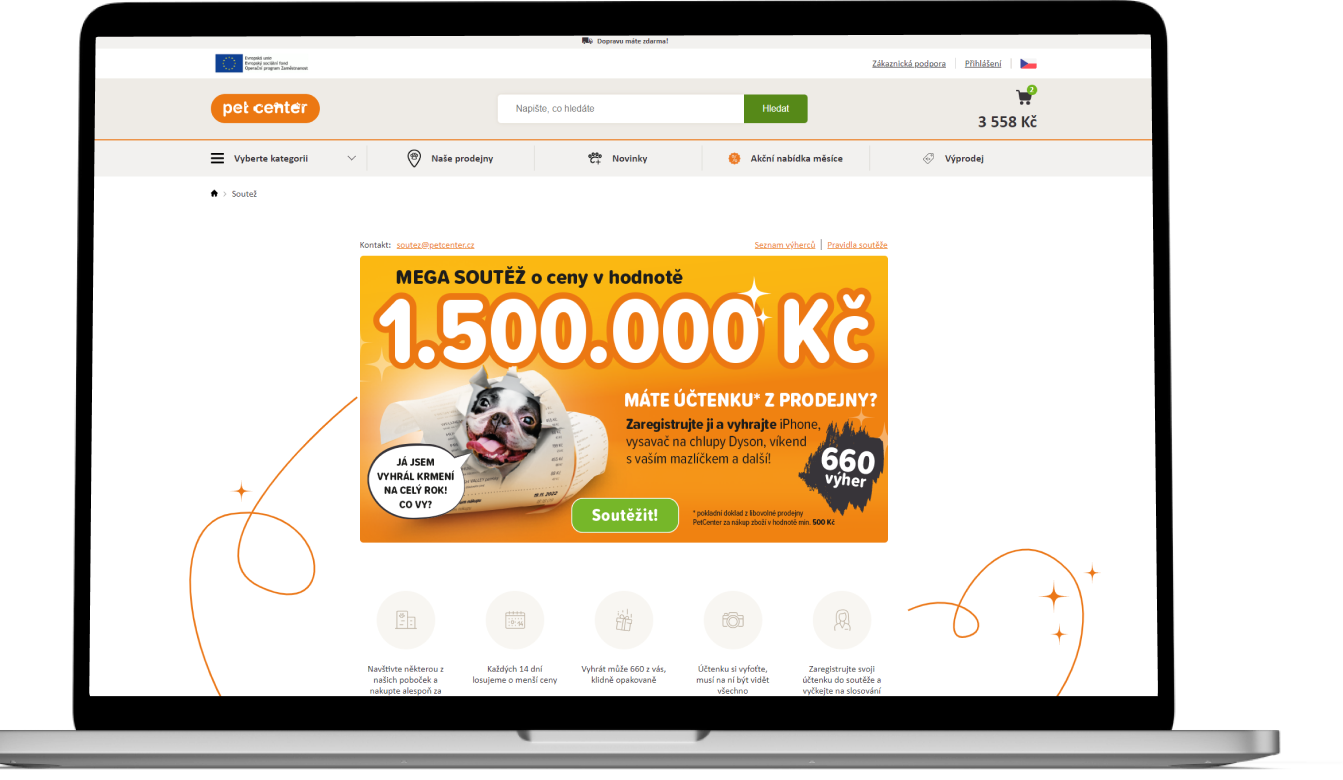 Dopravu máte zdarma!
Evropská unie
Evropský sociální fond
Operační program Zaměstnanost
Zákaznická podpora
Přihlášení
pet center
Napište, co hledáte
Hledat
2
3 558 Kč
Vyberte kategorii
Naše prodejny
Novinky
Akční nabídka měsíce
Výprodej
Soutež
Kontakt: soutez@petcenter.cz
Seznam výherců
Pravidla soutěže
MEGA SOUTĚŽ o ceny v hodnotě
1.500.000 Kč
MÁTE ÚČTENKU* Z PRODEJNY?
Zaregistrujte ji a vyhrajte iPhone,
vysavač na chlupy Dyson, víkend
s vaším mazlíčkem a další!
660
výher
JÁ JSEM
VYHRÁL KRMENÍ
NA CELÝ ROK!
CO VY?
19. 11. 2022
Soutěžit!
* pokladní doklad z libovolné prodejny
PetCenter za nákup zboží v hodnotě min. 500 Kč
Navštivte některou z
našich poboček a
nakupte alespoň za
Každých 14 dní
losujeme o menší ceny
Vyhrát může 660 z vás,
klidně opakovaně
Účtenku si vyfoťte,
musí na ní být vidět
všechno
Zaregistrujte svoji
účtenku do soutěže a
vyčkejte na slosování